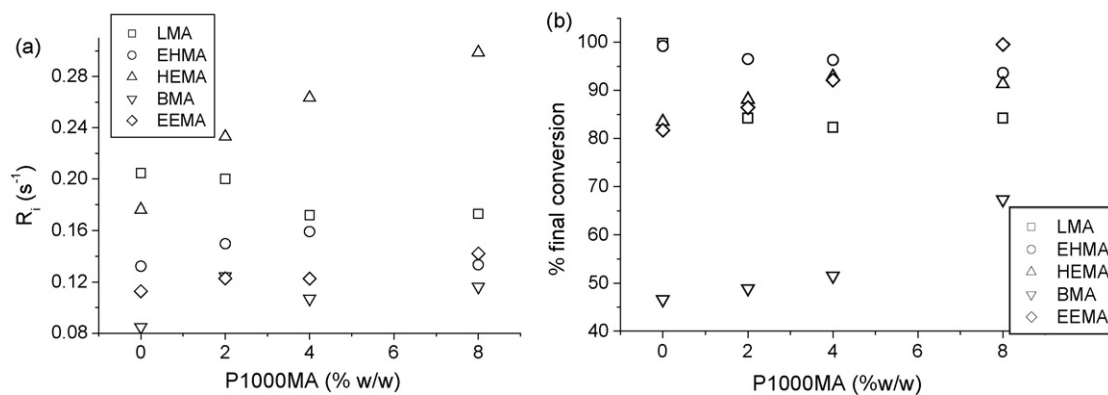 (a)
LMA
EHMA
HEMA
BMA
EEMA
0.28
0.24
0.20
0.16
0.12
0.08
R_i (s⁻¹)
0 2 4 6 8
P1000MA (% w/w)
(b)
100
90
80
70
60
50
40
% final conversion
LMA
EHMA
HEMA
BMA
EEMA
0 2 4 6 8
P1000MA (%w/w)